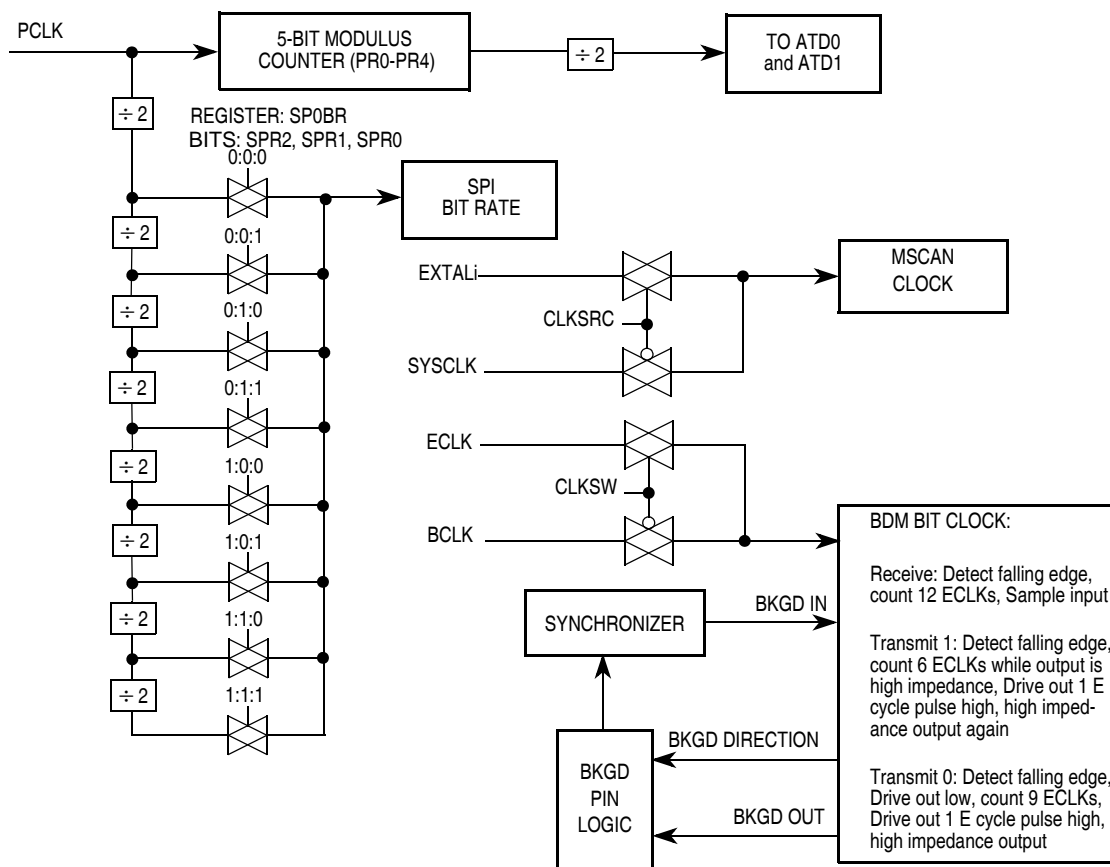 PCLK
5-BIT MODULUS
COUNTER (PR0-PR4)
÷ 2
TO ATD0
and ATD1
÷ 2
REGISTER: SP0BR
BITS: SPR2, SPR1, SPR0
0:0:0
SPI
BIT RATE
÷ 2
0:0:1
÷ 2
0:1:0
÷ 2
0:1:1
÷ 2
1:0:0
÷ 2
1:0:1
÷ 2
1:1:0
÷ 2
1:1:1
EXTALi
MSCAN
CLOCK
CLKSRC
SYSCLK
ECLK
CLKSW
BCLK
BDM BIT CLOCK:
Receive: Detect falling edge,
count 12 ECLKs, Sample input
Transmit 1: Detect falling edge,
count 6 ECLKs while output is
high impedance, Drive out 1 E
cycle pulse high, high imped-
ance output again
Transmit 0: Detect falling edge,
Drive out low, count 9 ECLKs,
Drive out 1 E cycle pulse high,
high impedance output
SYNCHRONIZER
BKGD IN
BKGD DIRECTION
BKGD OUT
BKGD
PIN
LOGIC